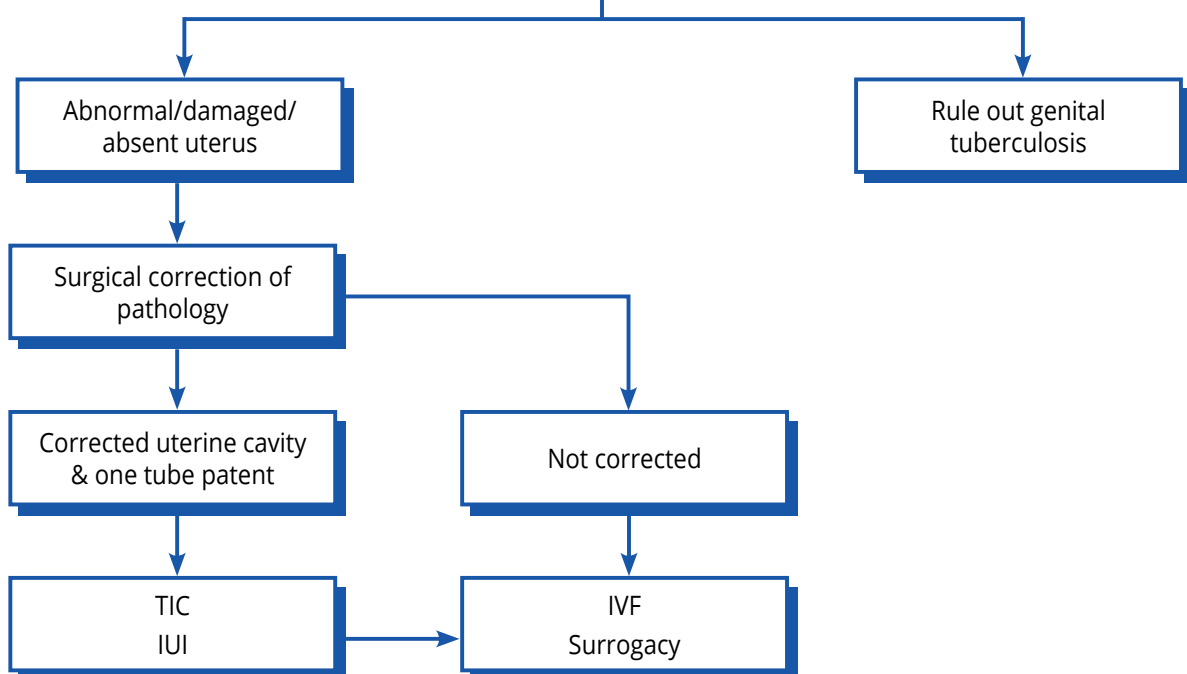 Abnormal/damaged/
absent uterus
Rule out genital
tuberculosis
Surgical correction of
pathology
Corrected uterine cavity
& one tube patent
Not corrected
TIC
IUI
IVF
Surrogacy